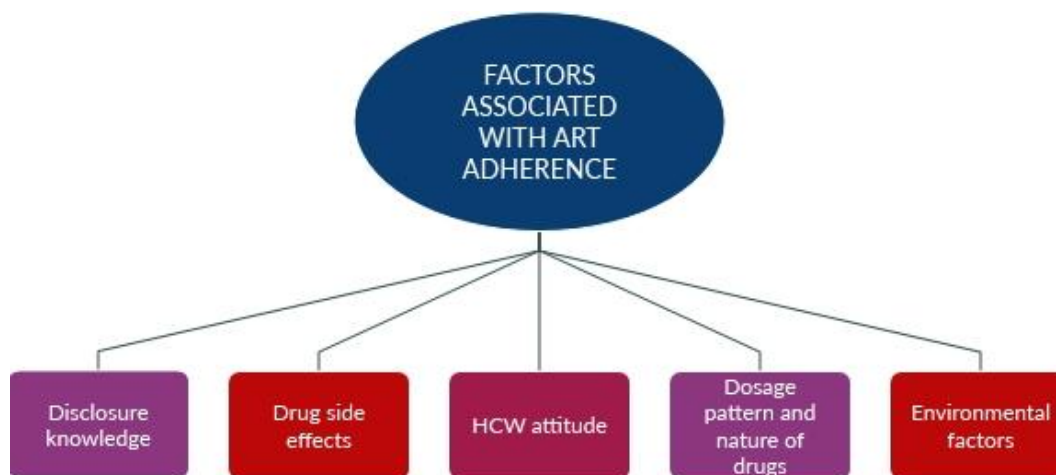 FACTORS
ASSOCIATED
WITH ART
ADHERENCE
Disclosure
knowledge
Drug side
effects
HCW attitude
Dosage
pattern and
nature of
drugs
Environmental
factors